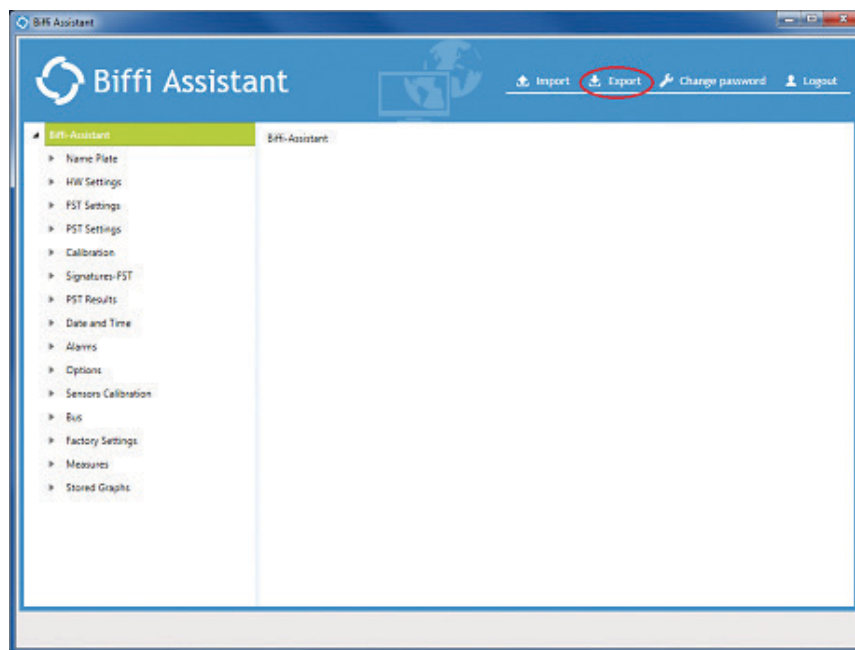 Biffi Assistant
Biffi Assistant
Import Export Change password Logout
Biffi-Assistant
Biffi-Assistant
Name Plate
HW Settings
FST Settings
PST Settings
Calibration
Signatures-FST
PST Results
Date and Time
Alarms
Options
Sensors Calibration
Bus
Factory Settings
Measures
Stored Graphs